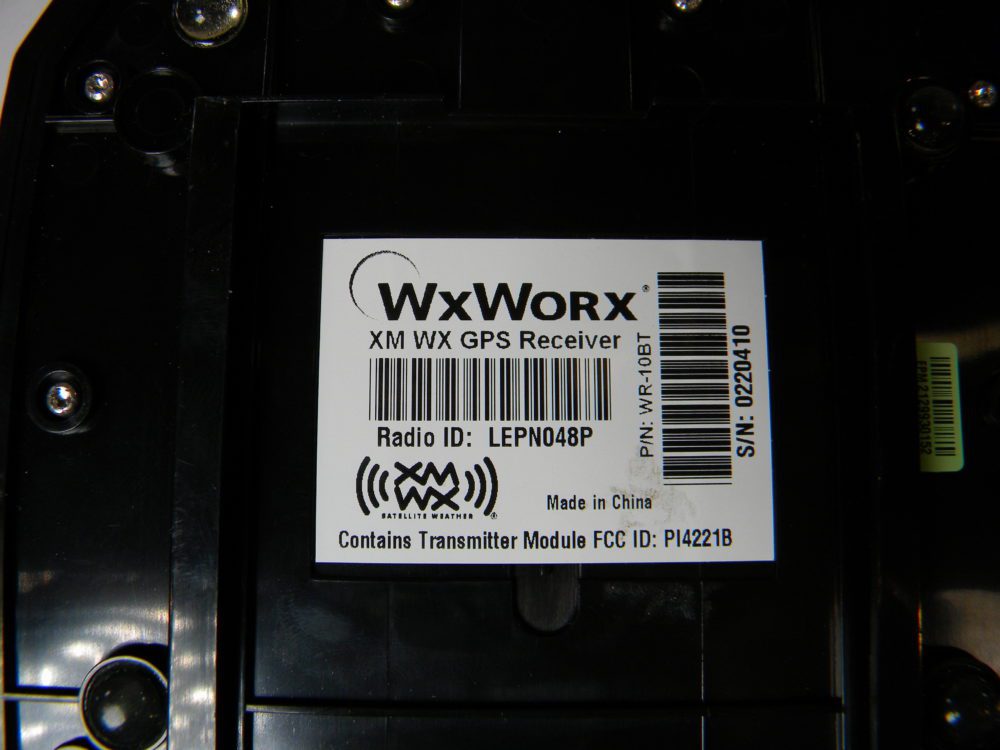 WxWorx®
XM WX GPS Receiver
Radio ID: LEPN048P
XM
WX
SATELLITE WEATHER ®
Made in China
Contains Transmitter Module FCC ID: PI4221B
P/N: WR-10BT
S/N: 0220410